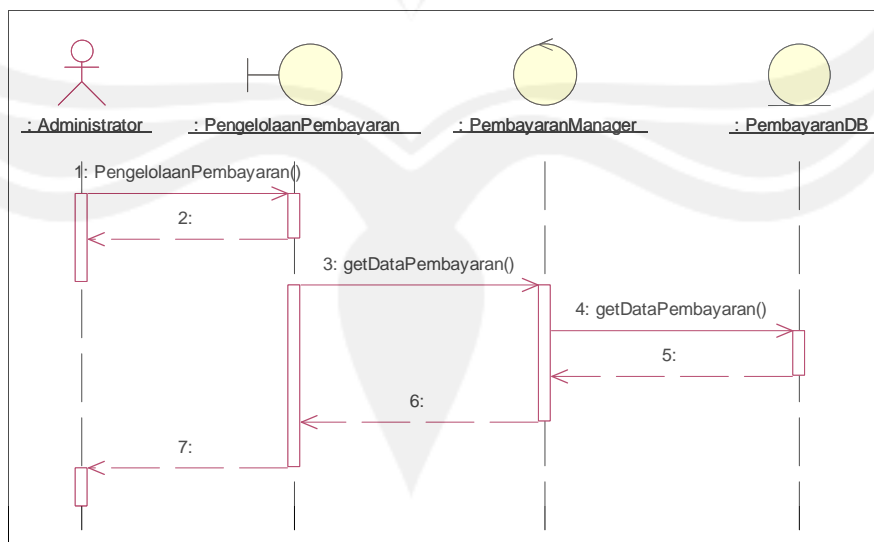 : Administrator : PengelolaanPembayaran : PembayaranManager : PembayaranDB
1: PengelolaanPembayaran()
2:
3: getDataPembayaran()
4: getDataPembayaran()
5:
6:
7: